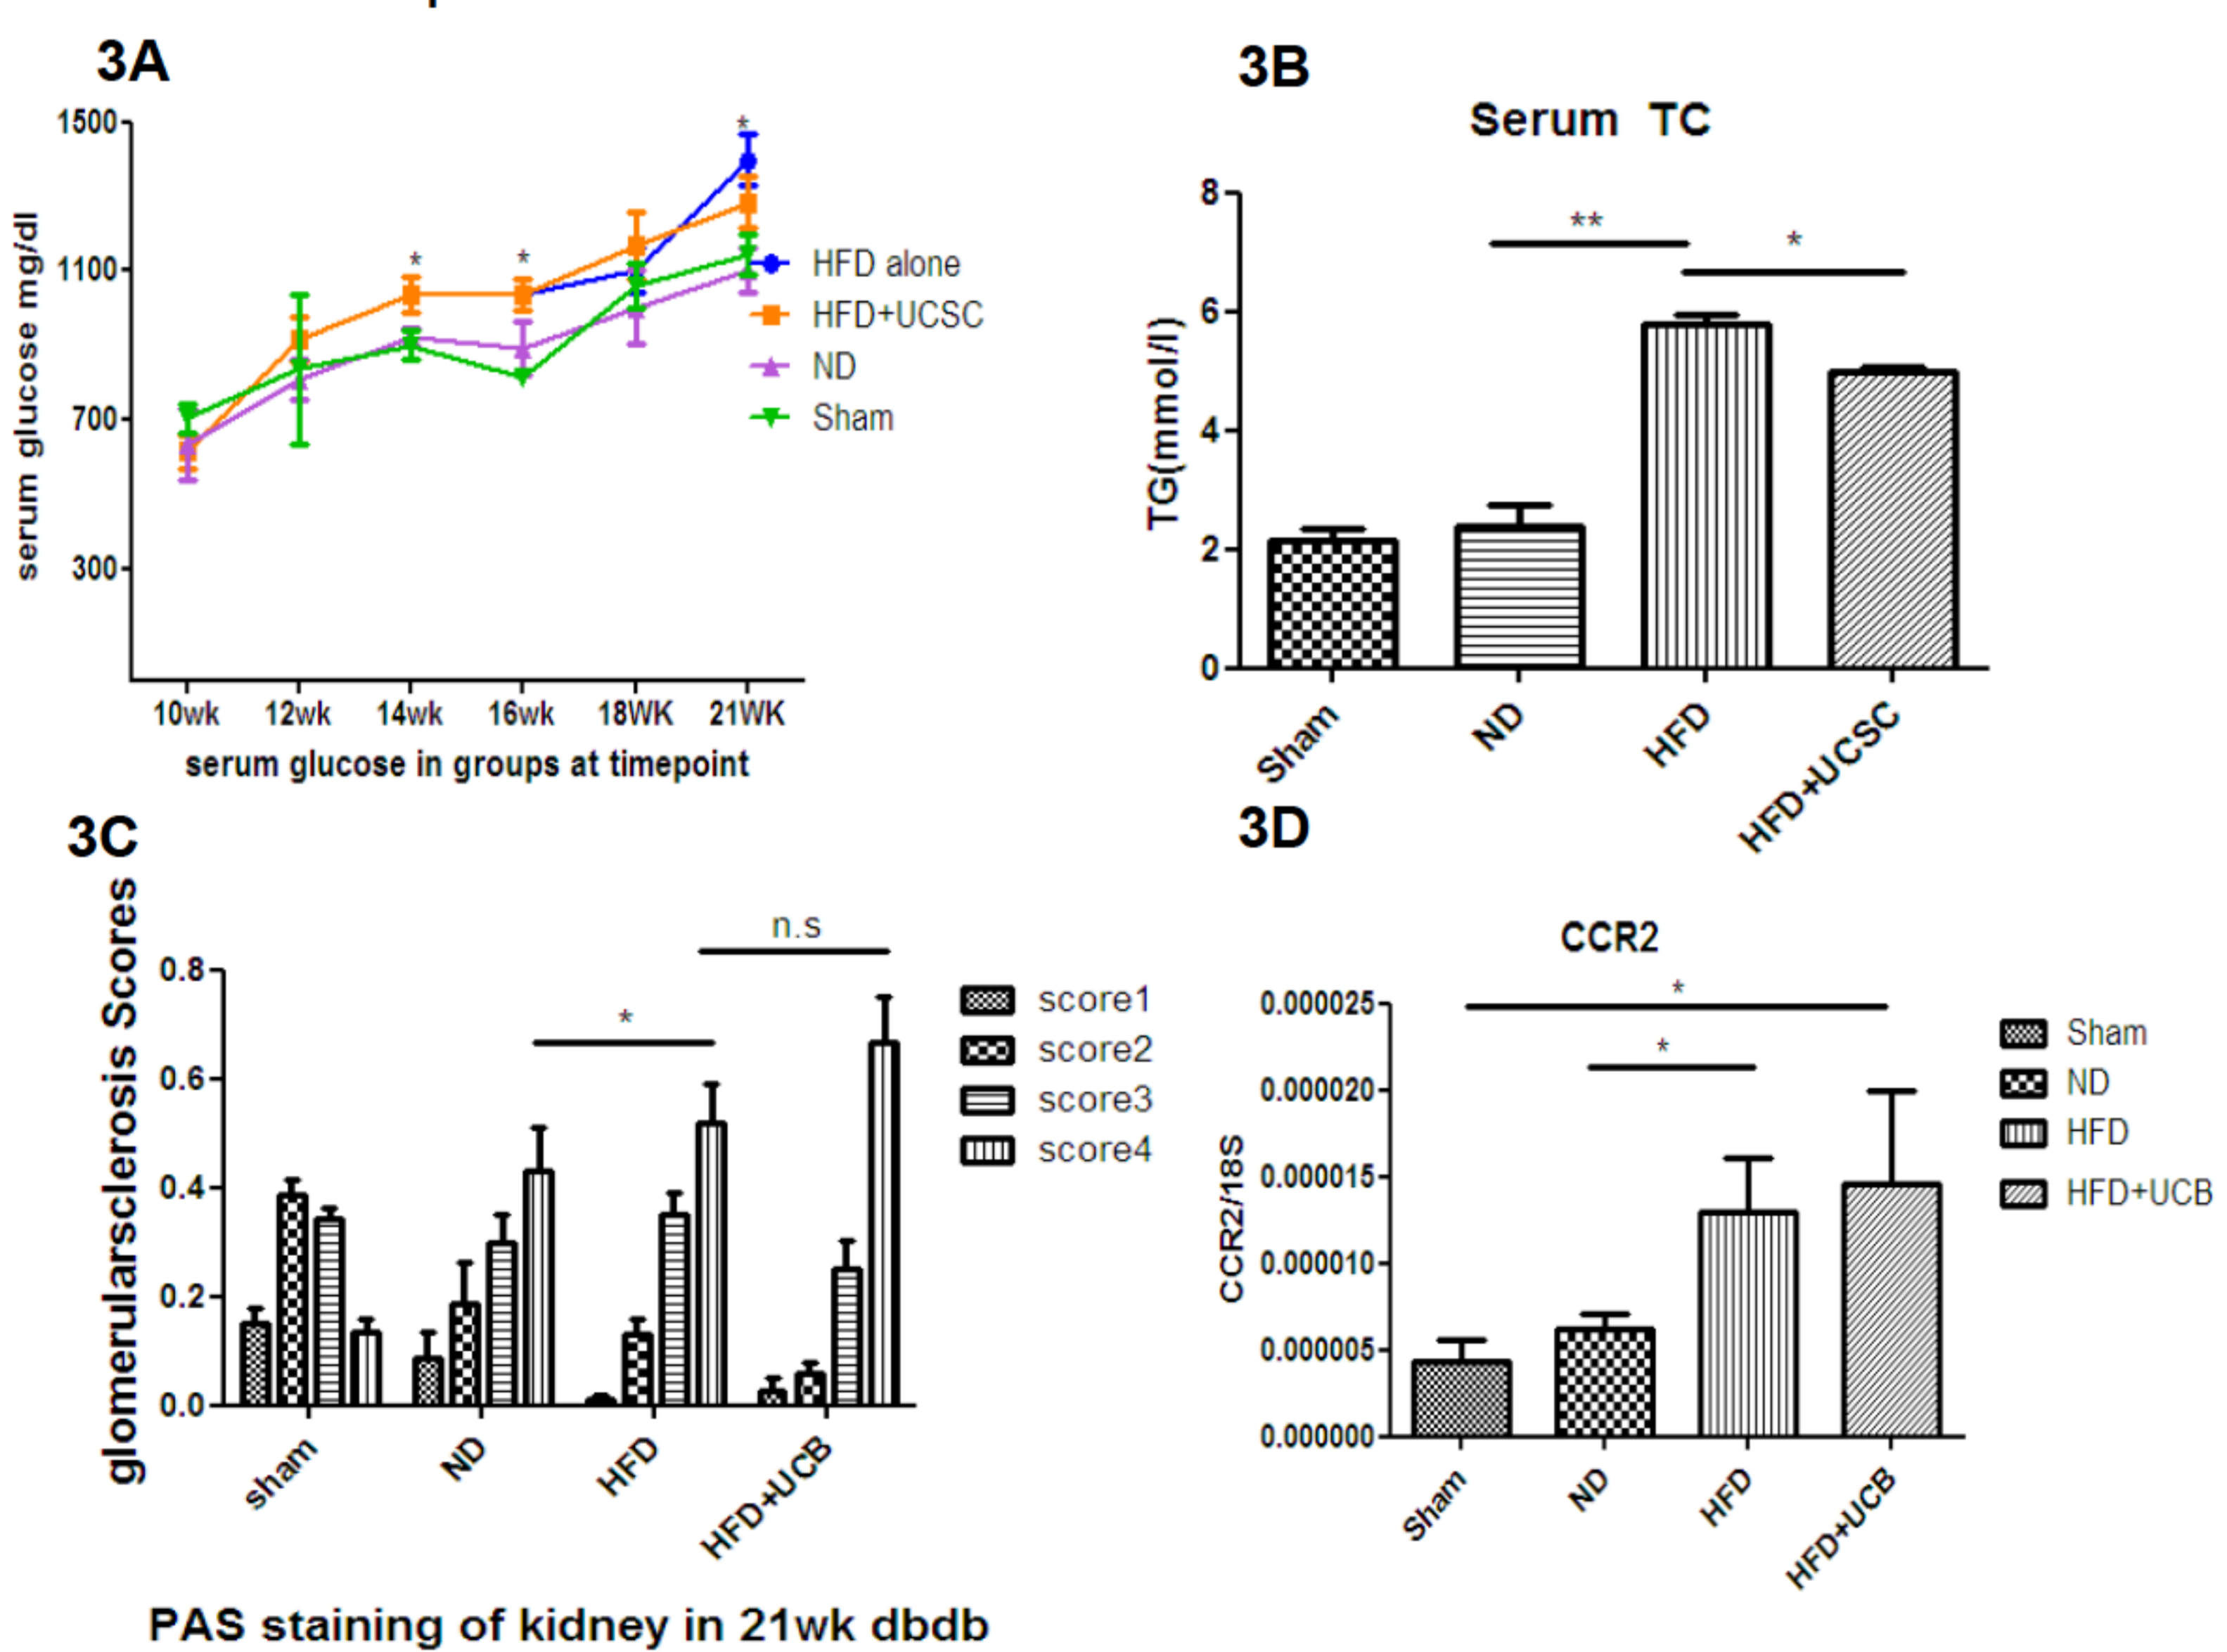 3A
1500
1100
700
300
serum glucose mg/dl
*
*
*
HFD alone
HFD+UCSC
ND
Sham
10wk 12wk 14wk 16wk 18WK 21WK
serum glucose in groups at timepoint
3B
Serum TC
8
6
4
2
0
TG(mmol/l)
**
*
Sham
ND
HFD
HFD+UCSC
3C
glomerularsclerosis Scores
0.8
0.6
0.4
0.2
0.0
*
n.s
score1
score2
score3
score4
sham
ND
HFD
HFD+UCB
PAS staining of kidney in 21wk dbdb
3D
CCR2
0.000025
0.000020
0.000015
0.000010
0.000005
0.000000
CCR2/18S
*
*
Sham
ND
HFD
HFD+UCB
Sham
ND
HFD
HFD+UCB